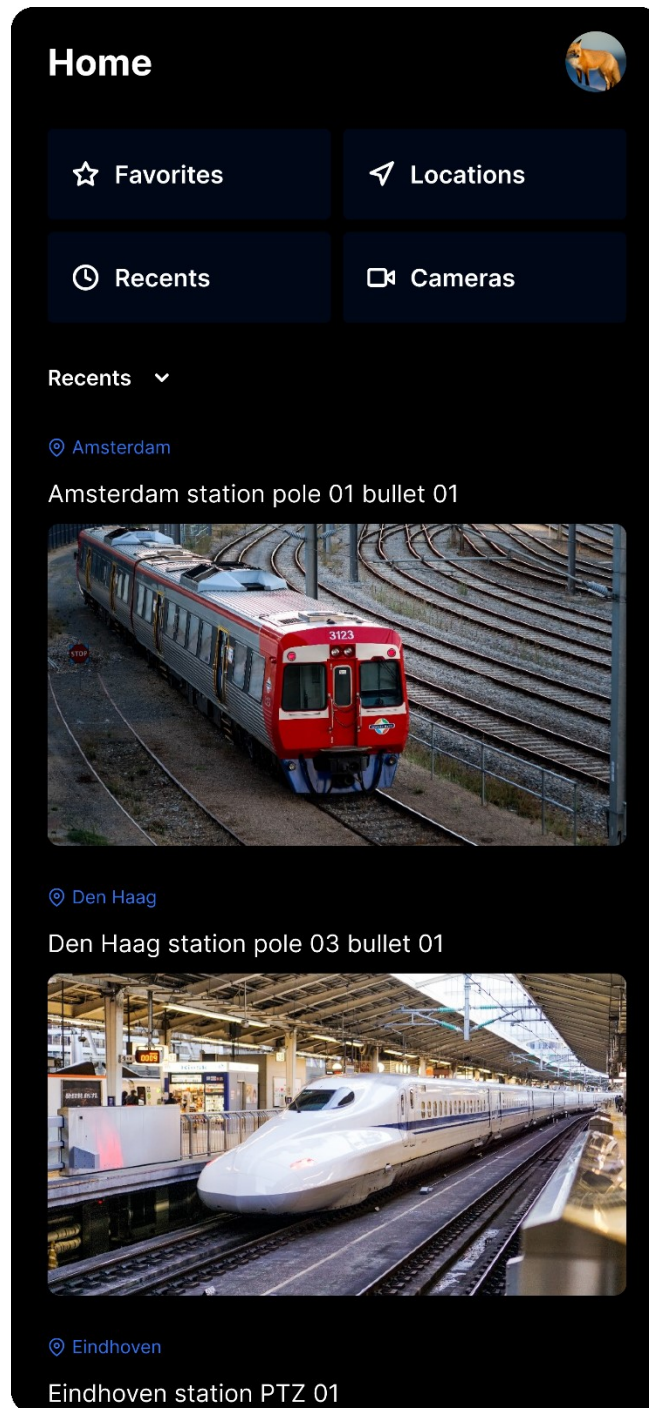 Home
Favorites
Locations
Recents
Cameras
Recents
Amsterdam
Amsterdam station pole 01 bullet 01
3123
STOP
Den Haag
Den Haag station pole 03 bullet 01
Eindhoven
Eindhoven station PTZ 01